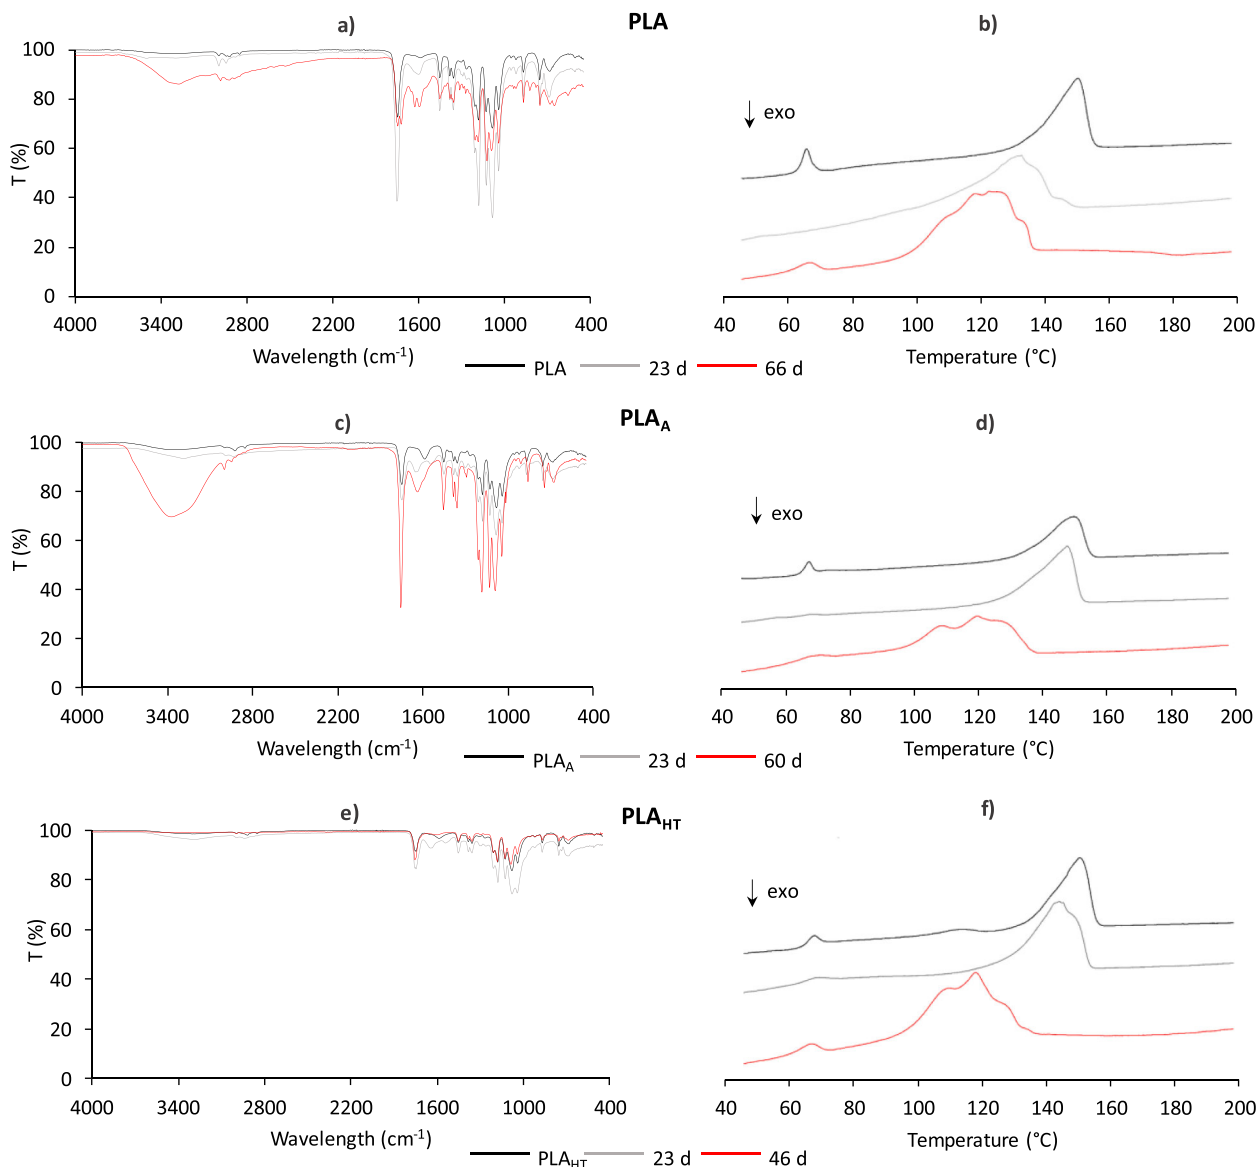 PLA
a)
b)
T (%)
100
80
60
40
20
0
4000 3400 2800 2200 1600 1000 400
Wavelength (cm-1)
↓ exo
40 60 80 100 120 140 160 180 200
Temperature (°C)
PLA 23 d 66 d
PLAA
c)
d)
T (%)
100
80
60
40
20
0
4000 3400 2800 2200 1600 1000 400
Wavelength (cm-1)
↓ exo
40 60 80 100 120 140 160 180 200
Temperature (°C)
PLAA 23 d 60 d
PLAHT
e)
f)
T (%)
100
80
60
40
20
0
4000 3400 2800 2200 1600 1000 400
Wavelength (cm-1)
↓ exo
40 60 80 100 120 140 160 180 200
Temperature (°C)
PLAHT 23 d 46 d